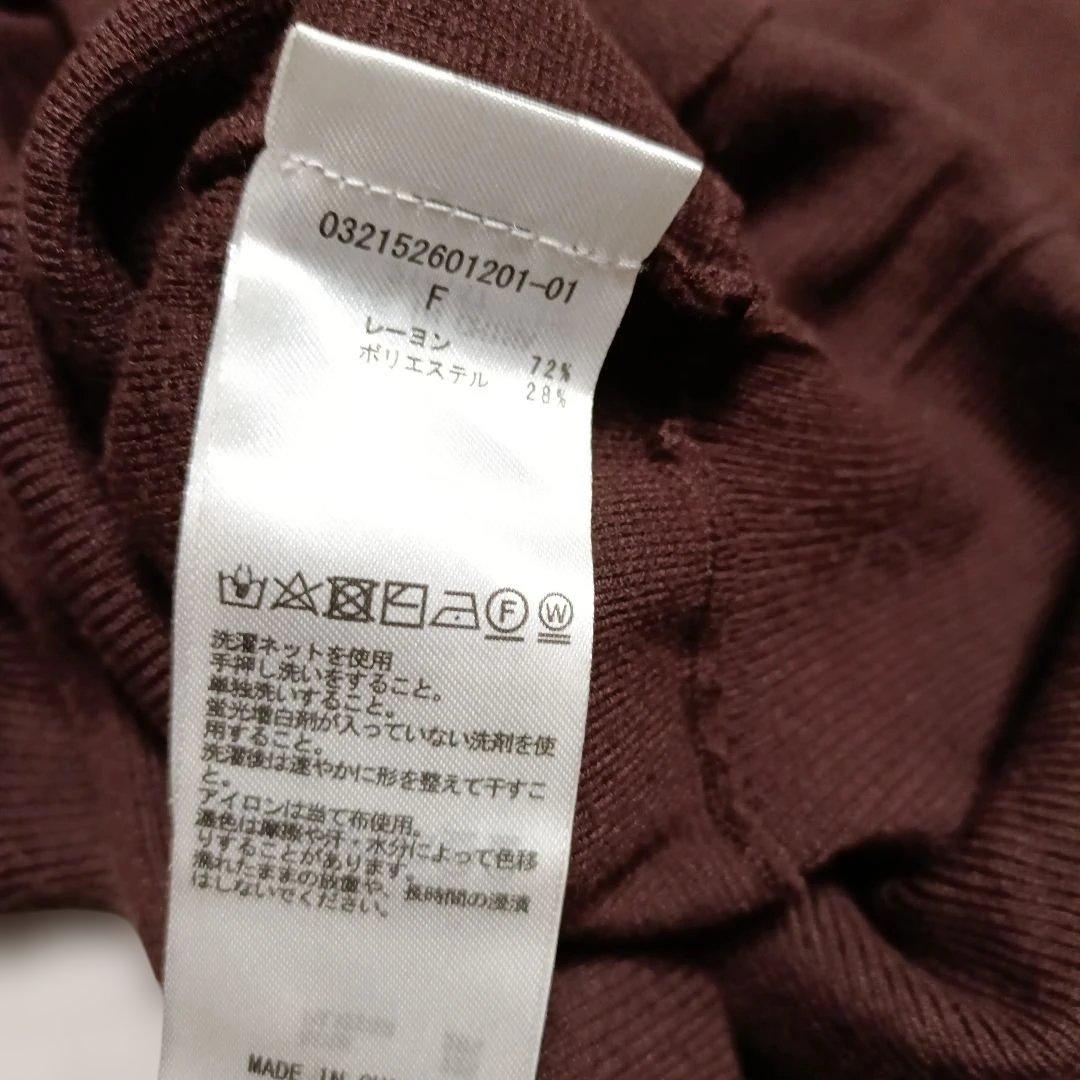 032152601201-01
F
レーヨン 72%
ポリエステル 28%
F W
洗濯ネットを使用
手押し洗いをすること。
単独洗いすること。
蛍光増白剤が入っていない洗剤を使
用すること。
洗濯後は速やかに形を整えて干すこ
と。
アイロンは当て布使用。
濃色は摩擦や汗・水分によって色移
りすることがあります。
濡れたままの放置や、長時間の浸漬
はしないでください。
MADE IN